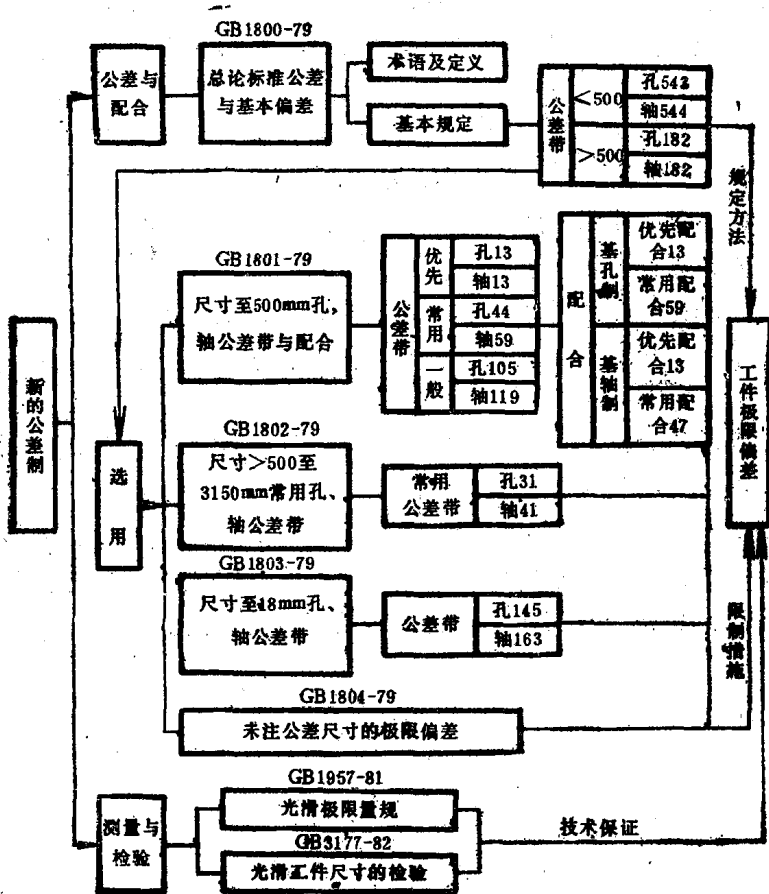 GB1800-79
公差与
配合
总论标准公差
与基本偏差
术语及定义
基本规定
公差带
<500
孔542
轴544
>500
孔182
轴182
规定方法
GB1801-79
尺寸至500mm孔,
轴公差带与配合
公差带
优先
孔13
轴13
常用
孔44
轴59
一般
孔105
轴119
配合
基孔制
优先配
合13
常用配
合59
基轴制
优先配
合13
常用配
合47
新的公差制
选用
工件极限偏差
GB1802-79
尺寸>500至
3150mm常用孔、
轴公差带
常用
公差带
孔31
轴41
GB1803-79
尺寸至18mm孔、
轴公差带
公差带
孔145
轴163
限制措施
GB1804-79
未注公差尺寸的极限偏差
GB1957-81
测量与
检验
光滑极限量规
GB3177-82
光滑工件尺寸的检验
技术保证